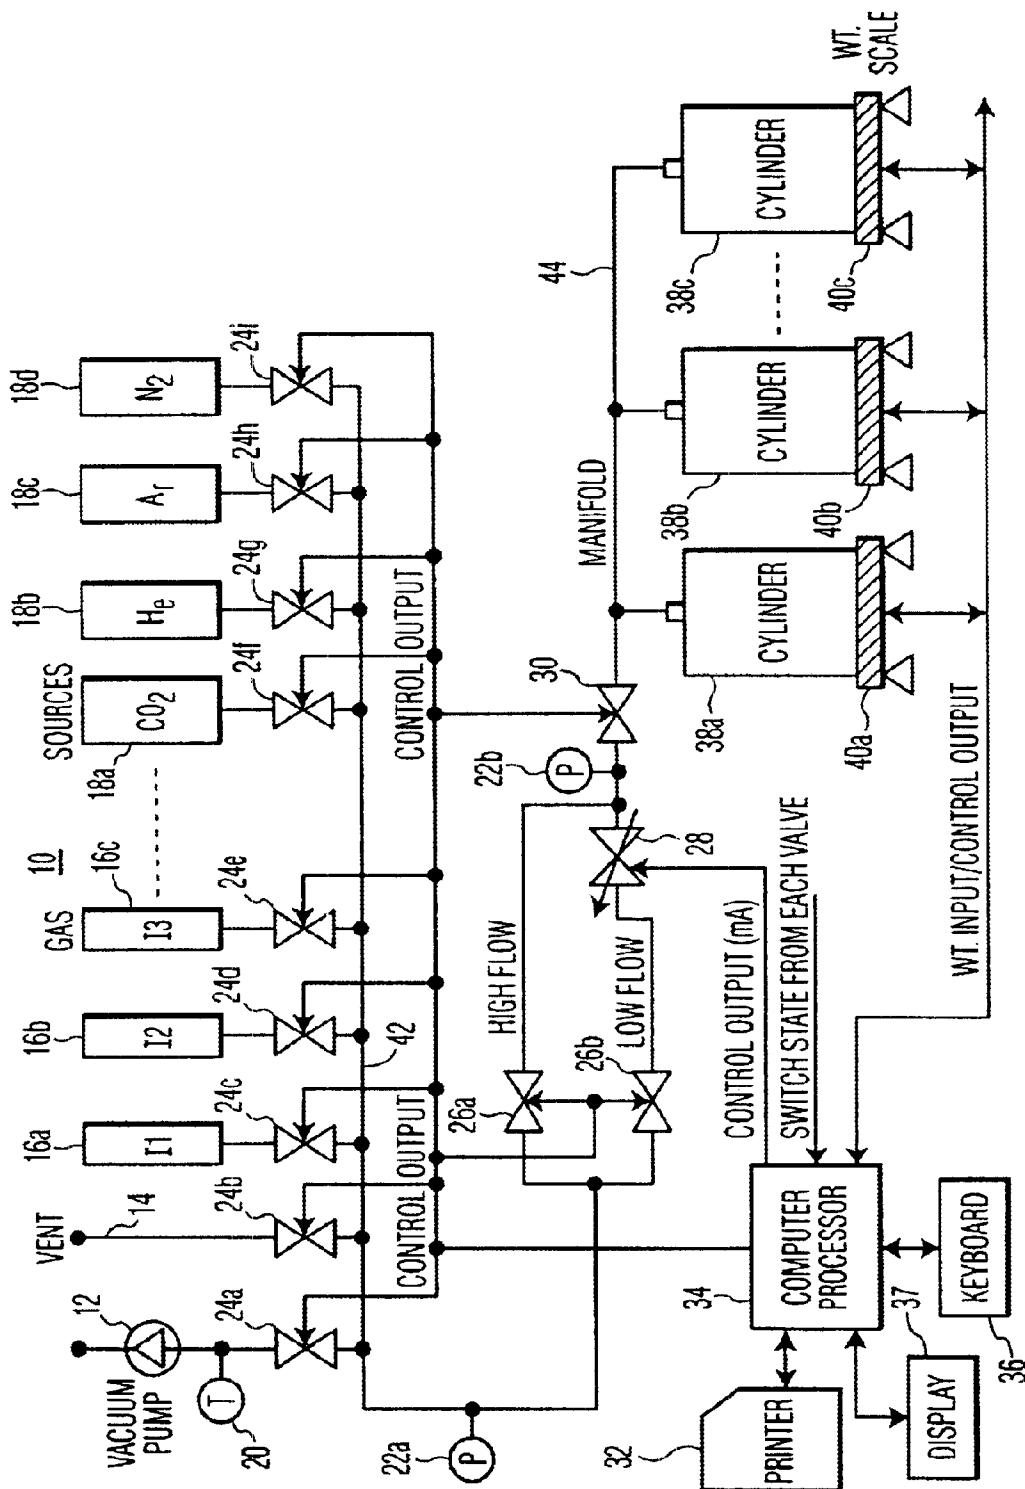 VACUUM
PUMP
12
20
T
24a
VENT
14
24b
10
GAS
SOURCES
16a
I1
24c
16b
I2
24d
16c
I3
24e
18a
CO2
24f
18b
He
24g
18c
Ar
24h
18d
N2
24i
42
CONTROL OUTPUT
CONTROL OUTPUT
22a
P
26a
26b
HIGH FLOW
LOW FLOW
28
22b
P
30
MANIFOLD
44
CYLINDER
38a
40a
CYLINDER
38b
40b
CYLINDER
38c
40c
WT.
SCALE
CONTROL OUTPUT (mA)
SWITCH STATE FROM EACH VALVE
WT. INPUT/CONTROL OUTPUT
34
COMPUTER
PROCESSOR
32
PRINTER
DISPLAY
37
KEYBOARD
36